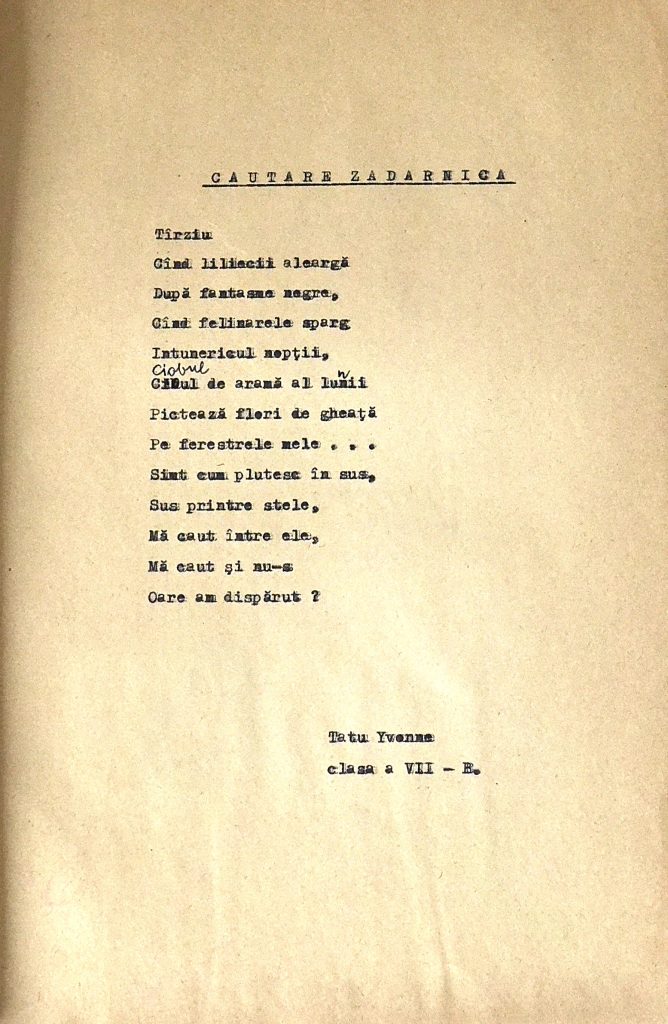 CAUTARE ZADARNICA
Tîrziu
Cînd liliecii aleargă
După fantasme negre,
Cînd felinarele sparg
Intunericul nopţii,
Ciobul
de aramă al lunii
Pictează flori de gheaţă
Pe ferestrele mele . . .
Simt cum plutesc în sus,
Sus printre stele,
Mă caut între ele,
Mă caut şi nu-s
Oare am dispărut ?
Tatu Yvonne
clasa a VII - B.